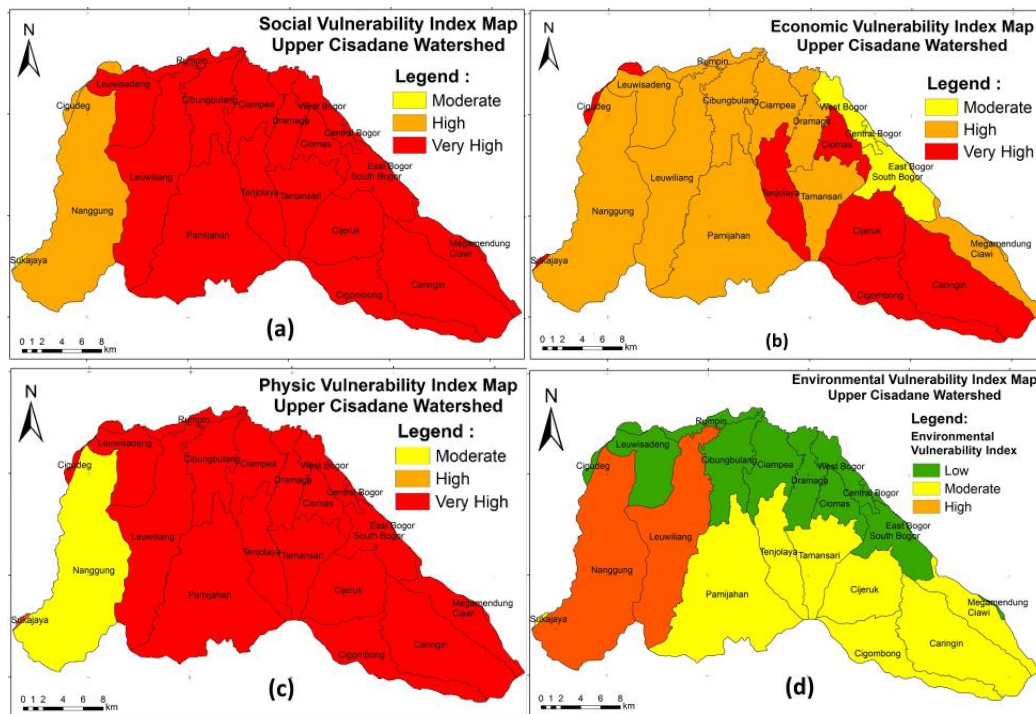 N
Social Vulnerability Index Map
Upper Cisadane Watershed
Legend :
Moderate
High
Very High
Rumpin
Leuwisadeng
Cigudeg
Cibungbulang
Ciampea
West Bogor
Dramaga
Central Bogor
Ciomas
East Bogor
South Bogor
Leuwiliang
Nanggung
Tenjolaya
Tamansari
Pamijahan
Cijeruk
Megamendung
Ciawi
Sukajaya
Caringin
Cigombong
(a)
0 1 2 4 6 8
km
N
Economic Vulnerability Index Map
Upper Cisadane Watershed
Legend :
Moderate
High
Very High
Rumpin
Leuwisadeng
Cigudeg
Cibungbulang
Ciampea
West Bogor
Dramaga
Central Bogor
Ciomas
East Bogor
South Bogor
Leuwiliang
Nanggung
Tenjolaya
Tamansari
Pamijahan
Cijeruk
Megamendung
Ciawi
Sukajaya
Caringin
Cigombong
(b)
0 1 2 4 6 8
km
N
Physic Vulnerability Index Map
Upper Cisadane Watershed
Legend :
Moderate
High
Very High
Rumpin
Leuwisadeng
Cigudeg
Cibungbulang
Ciampea
West Bogor
Dramaga
Central Bogor
Ciomas
East Bogor
South Bogor
Leuwiliang
Nanggung
Tenjolaya
Tamansari
Pamijahan
Cijeruk
Megamendung
Ciawi
Sukajaya
Caringin
Cigombong
(c)
0 1 2 4 6 8
km
N
Environmental Vulnerability Index Map
Upper Cisadane Watershed
Legend:
Environmental
Vulnerability Index
Low
Moderate
High
Rumpin
Leuwisadeng
Cigudeg
Cibungbulang
Ciampea
West Bogor
Dramaga
Central Bogor
Ciomas
East Bogor
South Bogor
Leuwiliang
Nanggung
Tenjolaya
Tamansari
Pamijahan
Cijeruk
Megamendung
Ciawi
Sukajaya
Caringin
Cigombong
(d)
0 1 2 4 6 8
km